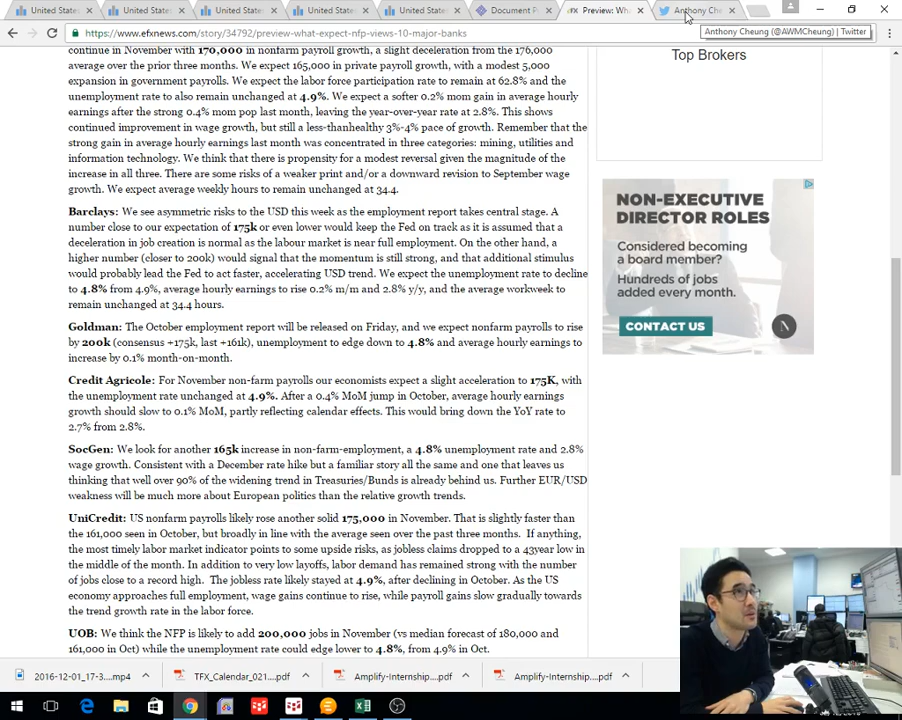 United States
United States
United States
United States
United States
Document P
Preview: Wh
Anthony Che
https://www.efxnews.com/story/34792/preview-what-expect-nfp-views-10-major-banks
Anthony Cheung (@AWMCheung) | Twitter
continue in November with 170,000 in nonfarm payroll growth, a slight deceleration from the 176,000
average over the prior three months. We expect 165,000 in private payroll growth, with a modest 5,000
expansion in government payrolls. We expect the labor force participation rate to remain at 62.8% and the
unemployment rate to also remain unchanged at 4.9%. We expect a softer 0.2% mom gain in average hourly
earnings after the strong 0.4% mom pop last month, leaving the year-over-year rate at 2.8%. This shows
continued improvement in wage growth, but still a less-thanhealthy 3%-4% pace of growth. Remember that the
strong gain in average hourly earnings last month was concentrated in three categories: mining, utilities and
information technology. We think that there is propensity for a modest reversal given the magnitude of the
increase in all three. There are some risks of a weaker print and/or a downward revision to September wage
growth. We expect average weekly hours to remain unchanged at 34.4.
Barclays: We see asymmetric risks to the USD this week as the employment report takes central stage. A
number close to our expectation of 175k or even lower would keep the Fed on track as it is assumed that a
deceleration in job creation is normal as the labour market is near full employment. On the other hand, a
higher number (closer to 200k) would signal that the momentum is still strong, and that additional stimulus
would probably lead the Fed to act faster, accelerating USD trend. We expect the unemployment rate to decline
to 4.8% from 4.9%, average hourly earnings to rise 0.2% m/m and 2.8% y/y, and the average workweek to
remain unchanged at 34.4 hours.
Goldman: The October employment report will be released on Friday, and we expect nonfarm payrolls to rise
by 200k (consensus +175k, last +161k), unemployment to edge down to 4.8% and average hourly earnings to
increase by 0.1% month-on-month.
Credit Agricole: For November non-farm payrolls our economists expect a slight acceleration to 175K, with
the unemployment rate unchanged at 4.9%. After a 0.4% MoM jump in October, average hourly earnings
growth should slow to 0.1% MoM, partly reflecting calendar effects. This would bring down the YoY rate to
2.7% from 2.8%.
SocGen: We look for another 165k increase in non-farm-employment, a 4.8% unemployment rate and 2.8%
wage growth. Consistent with a December rate hike but a familiar story all the same and one that leaves us
thinking that well over 90% of the widening trend in Treasuries/Bunds is already behind us. Further EUR/USD
weakness will be much more about European politics than the relative growth trends.
UniCredit: US nonfarm payrolls likely rose another solid 175,000 in November. That is slightly faster than
the 161,000 seen in October, but broadly in line with the average seen over the past three months. If anything,
the most timely labor market indicator points to some upside risks, as jobless claims dropped to a 43year low in
the middle of the month. In addition to very low layoffs, labor demand has remained strong with the number
of jobs close to a record high. The jobless rate likely stayed at 4.9%, after declining in October. As the US
economy approaches full employment, wage gains continue to rise, while payroll gains slow gradually towards
the trend growth rate in the labor force.
UOB: We think the NFP is likely to add 200,000 jobs in November (vs median forecast of 180,000 and
161,000 in Oct) while the unemployment rate could edge lower to 4.8%, from 4.9% in Oct.
Top Brokers
NON-EXECUTIVE
DIRECTOR ROLES
Considered becoming
a board member?
Hundreds of jobs
added every month.
CONTACT US
N
2016-12-01_17-3....mp4
TFX_Calendar_021....pdf
Amplify-Internship....pdf
Amplify-Internship....pdf